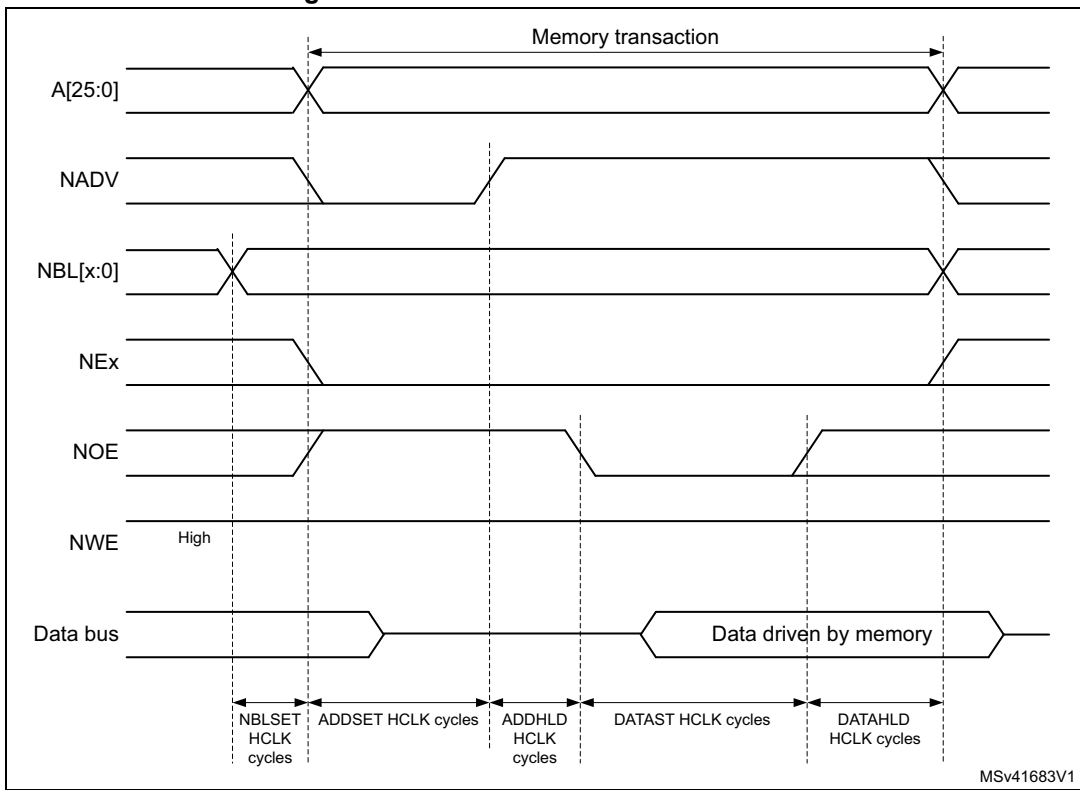 Memory transaction
A[25:0]
NADV
NBL[x:0]
NEx
NOE
NWE
High
Data bus
Data driven by memory
NBLSET
HCLK
cycles
ADDSET HCLK cycles
ADDHLD
HCLK
cycles
DATAST HCLK cycles
DATAHLD
HCLK cycles
MSv41683V1